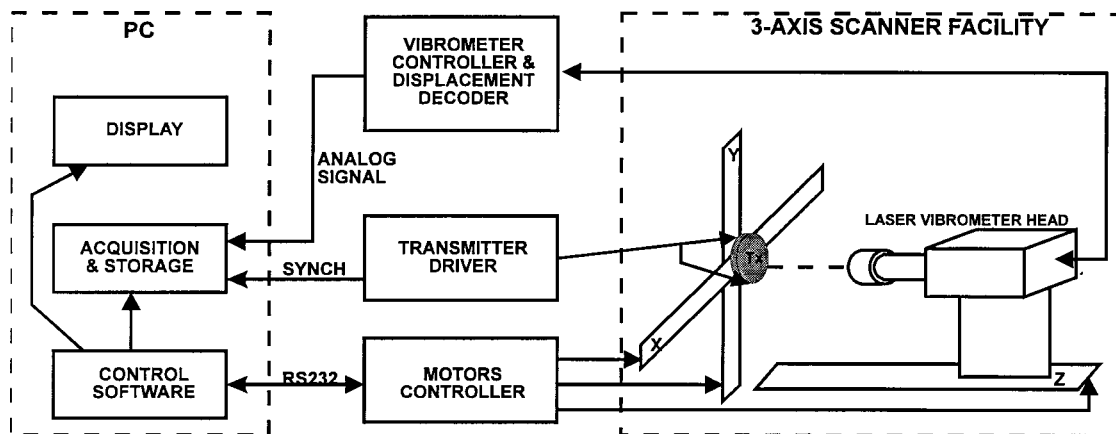 PC
3-AXIS SCANNER FACILITY
VIBROMETER
CONTROLLER &
DISPLACEMENT
DECODER
DISPLAY
ANALOG
SIGNAL
Y
LASER VIBROMETER HEAD
ACQUISITION
& STORAGE
SYNCH
TRANSMITTER
DRIVER
Tx
X
CONTROL
SOFTWARE
RS232
MOTORS
CONTROLLER
Z